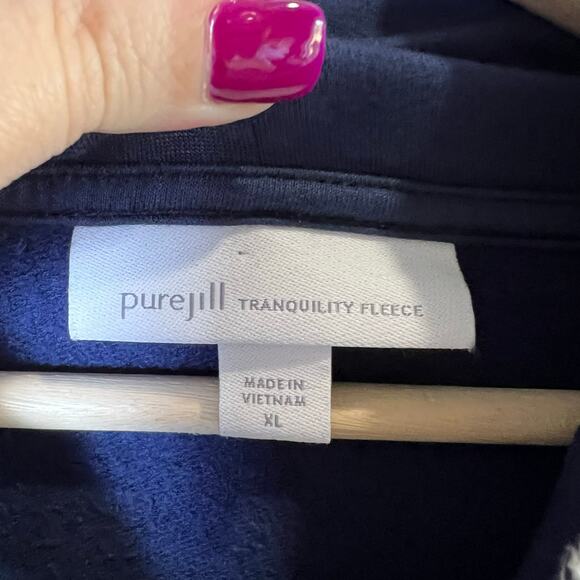 purejill TRANQUILITY FLEECE
MADE IN
VIETNAM
XL